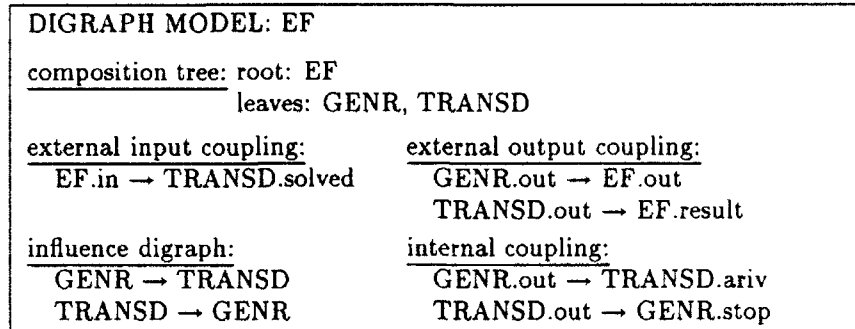 DIGRAPH MODEL: EF
composition tree: root: EF
leaves: GENR, TRANSD
external input coupling:
EF.in → TRANSD.solved
external output coupling:
GENR.out → EF.out
TRANSD.out → EF.result
influence digraph:
GENR → TRANSD
TRANSD → GENR
internal coupling:
GENR.out → TRANSD.ariv
TRANSD.out → GENR.stop